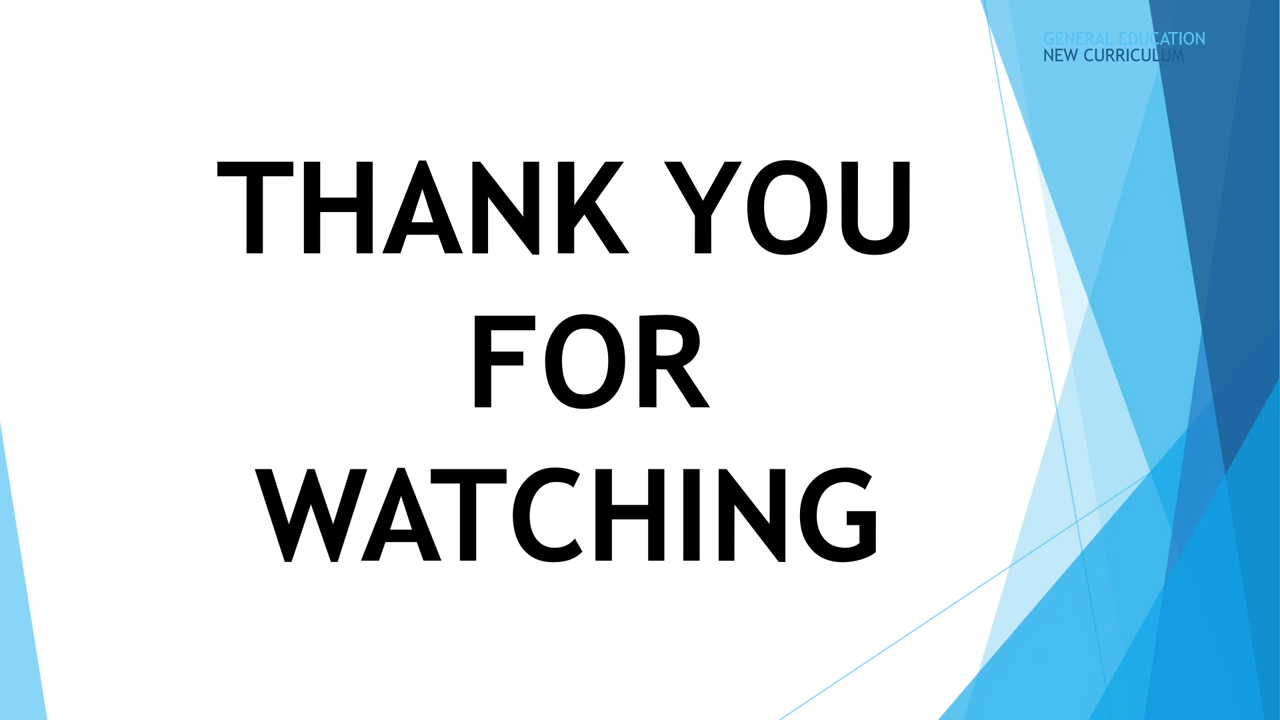 GENERAL EDUCATION
NEW CURRICULUM
THANK YOU
FOR
WATCHING